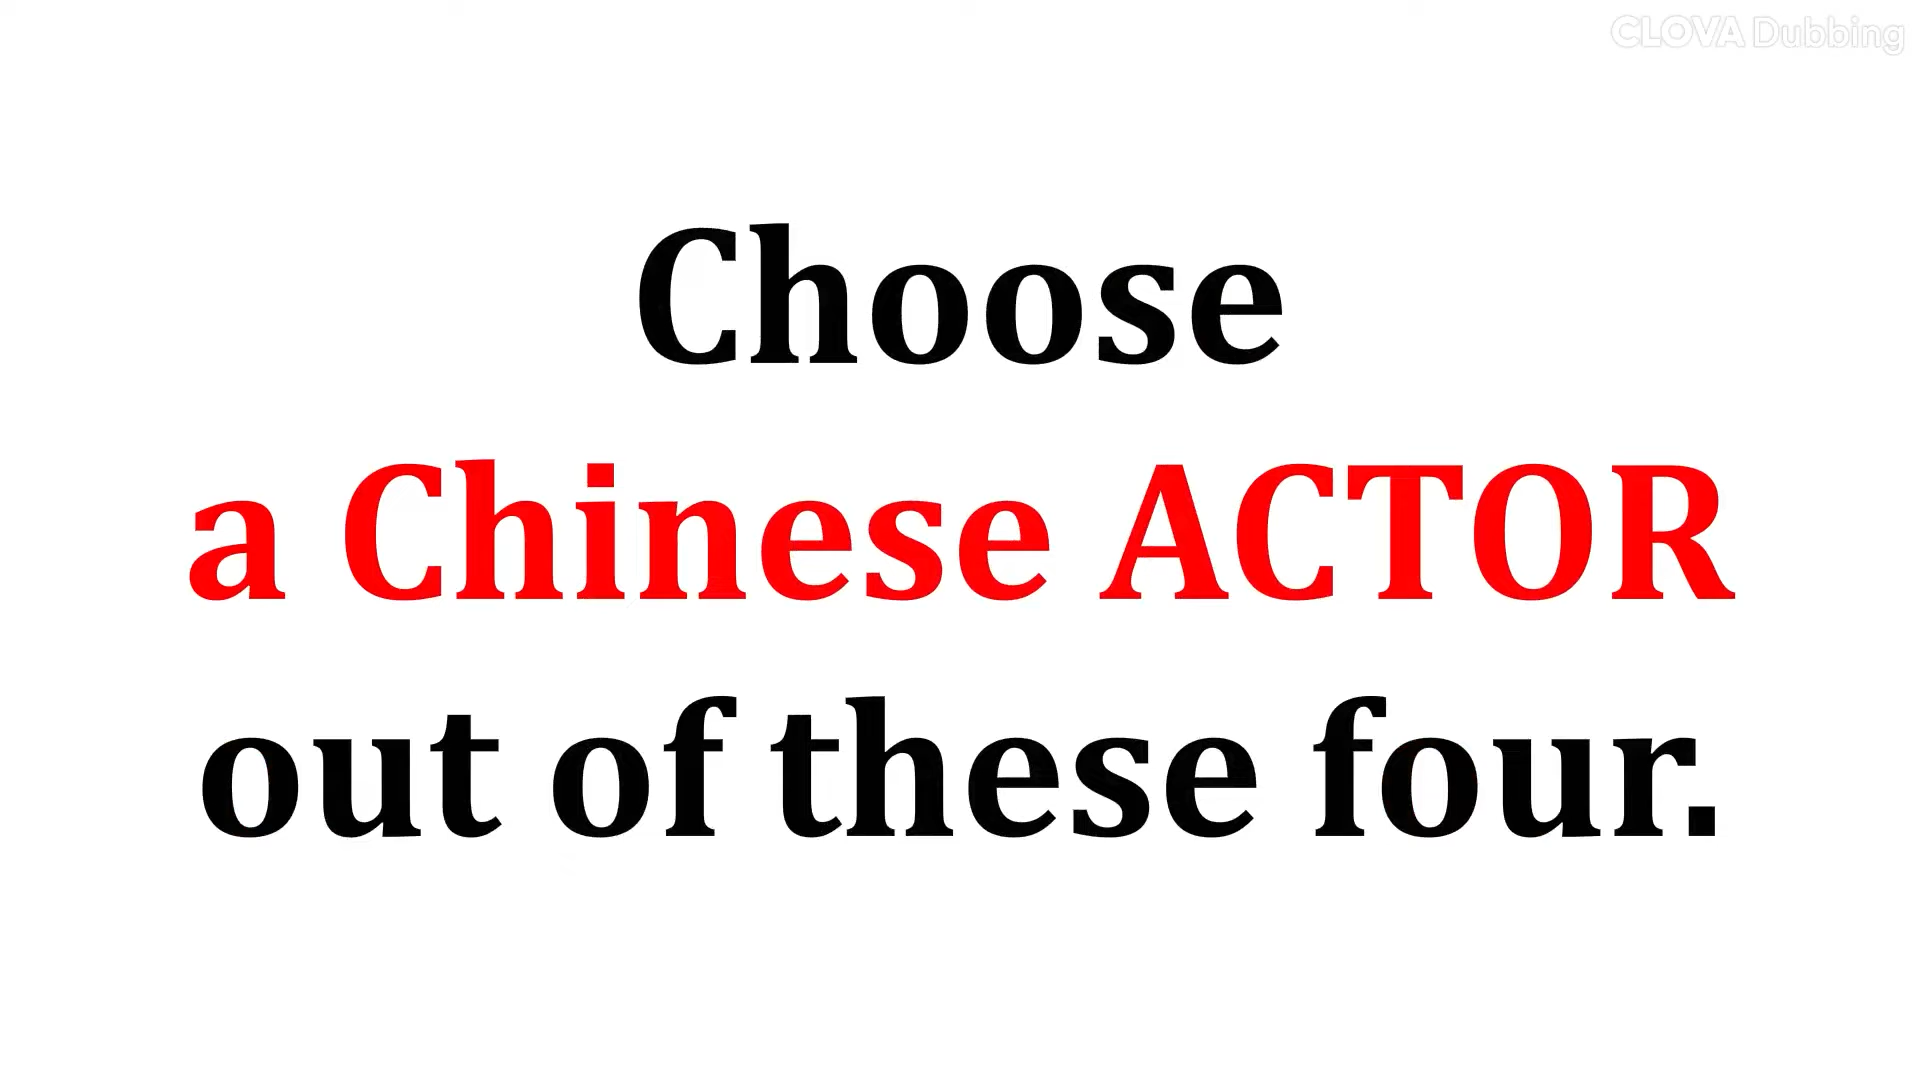 CLOVA Dubbing
Choose
a Chinese ACTOR
out of these four.